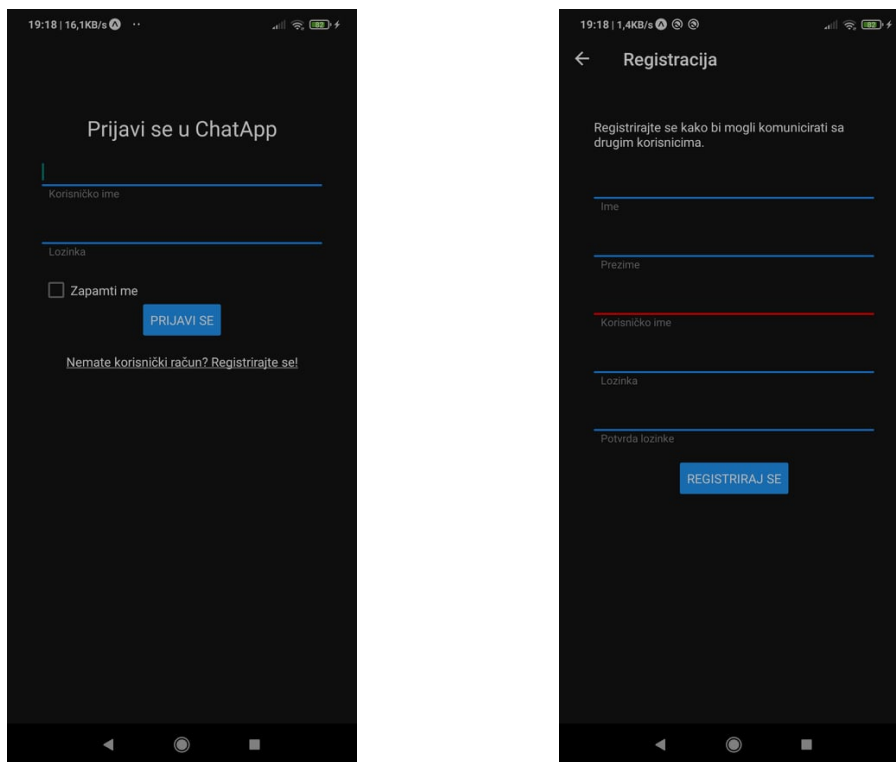 19:18 | 16,1KB/s
Prijavi se u ChatApp
Korisničko ime
Lozinka
Zapamti me
PRIJAVI SE
Nemate korisnički račun? Registrirajte se!
19:18 | 1,4KB/s
Registracija
Registrirajte se kako bi mogli komunicirati sa
drugim korisnicima.
Ime
Prezime
Korisničko ime
Lozinka
Potvrda lozinke
REGISTRIRAJ SE